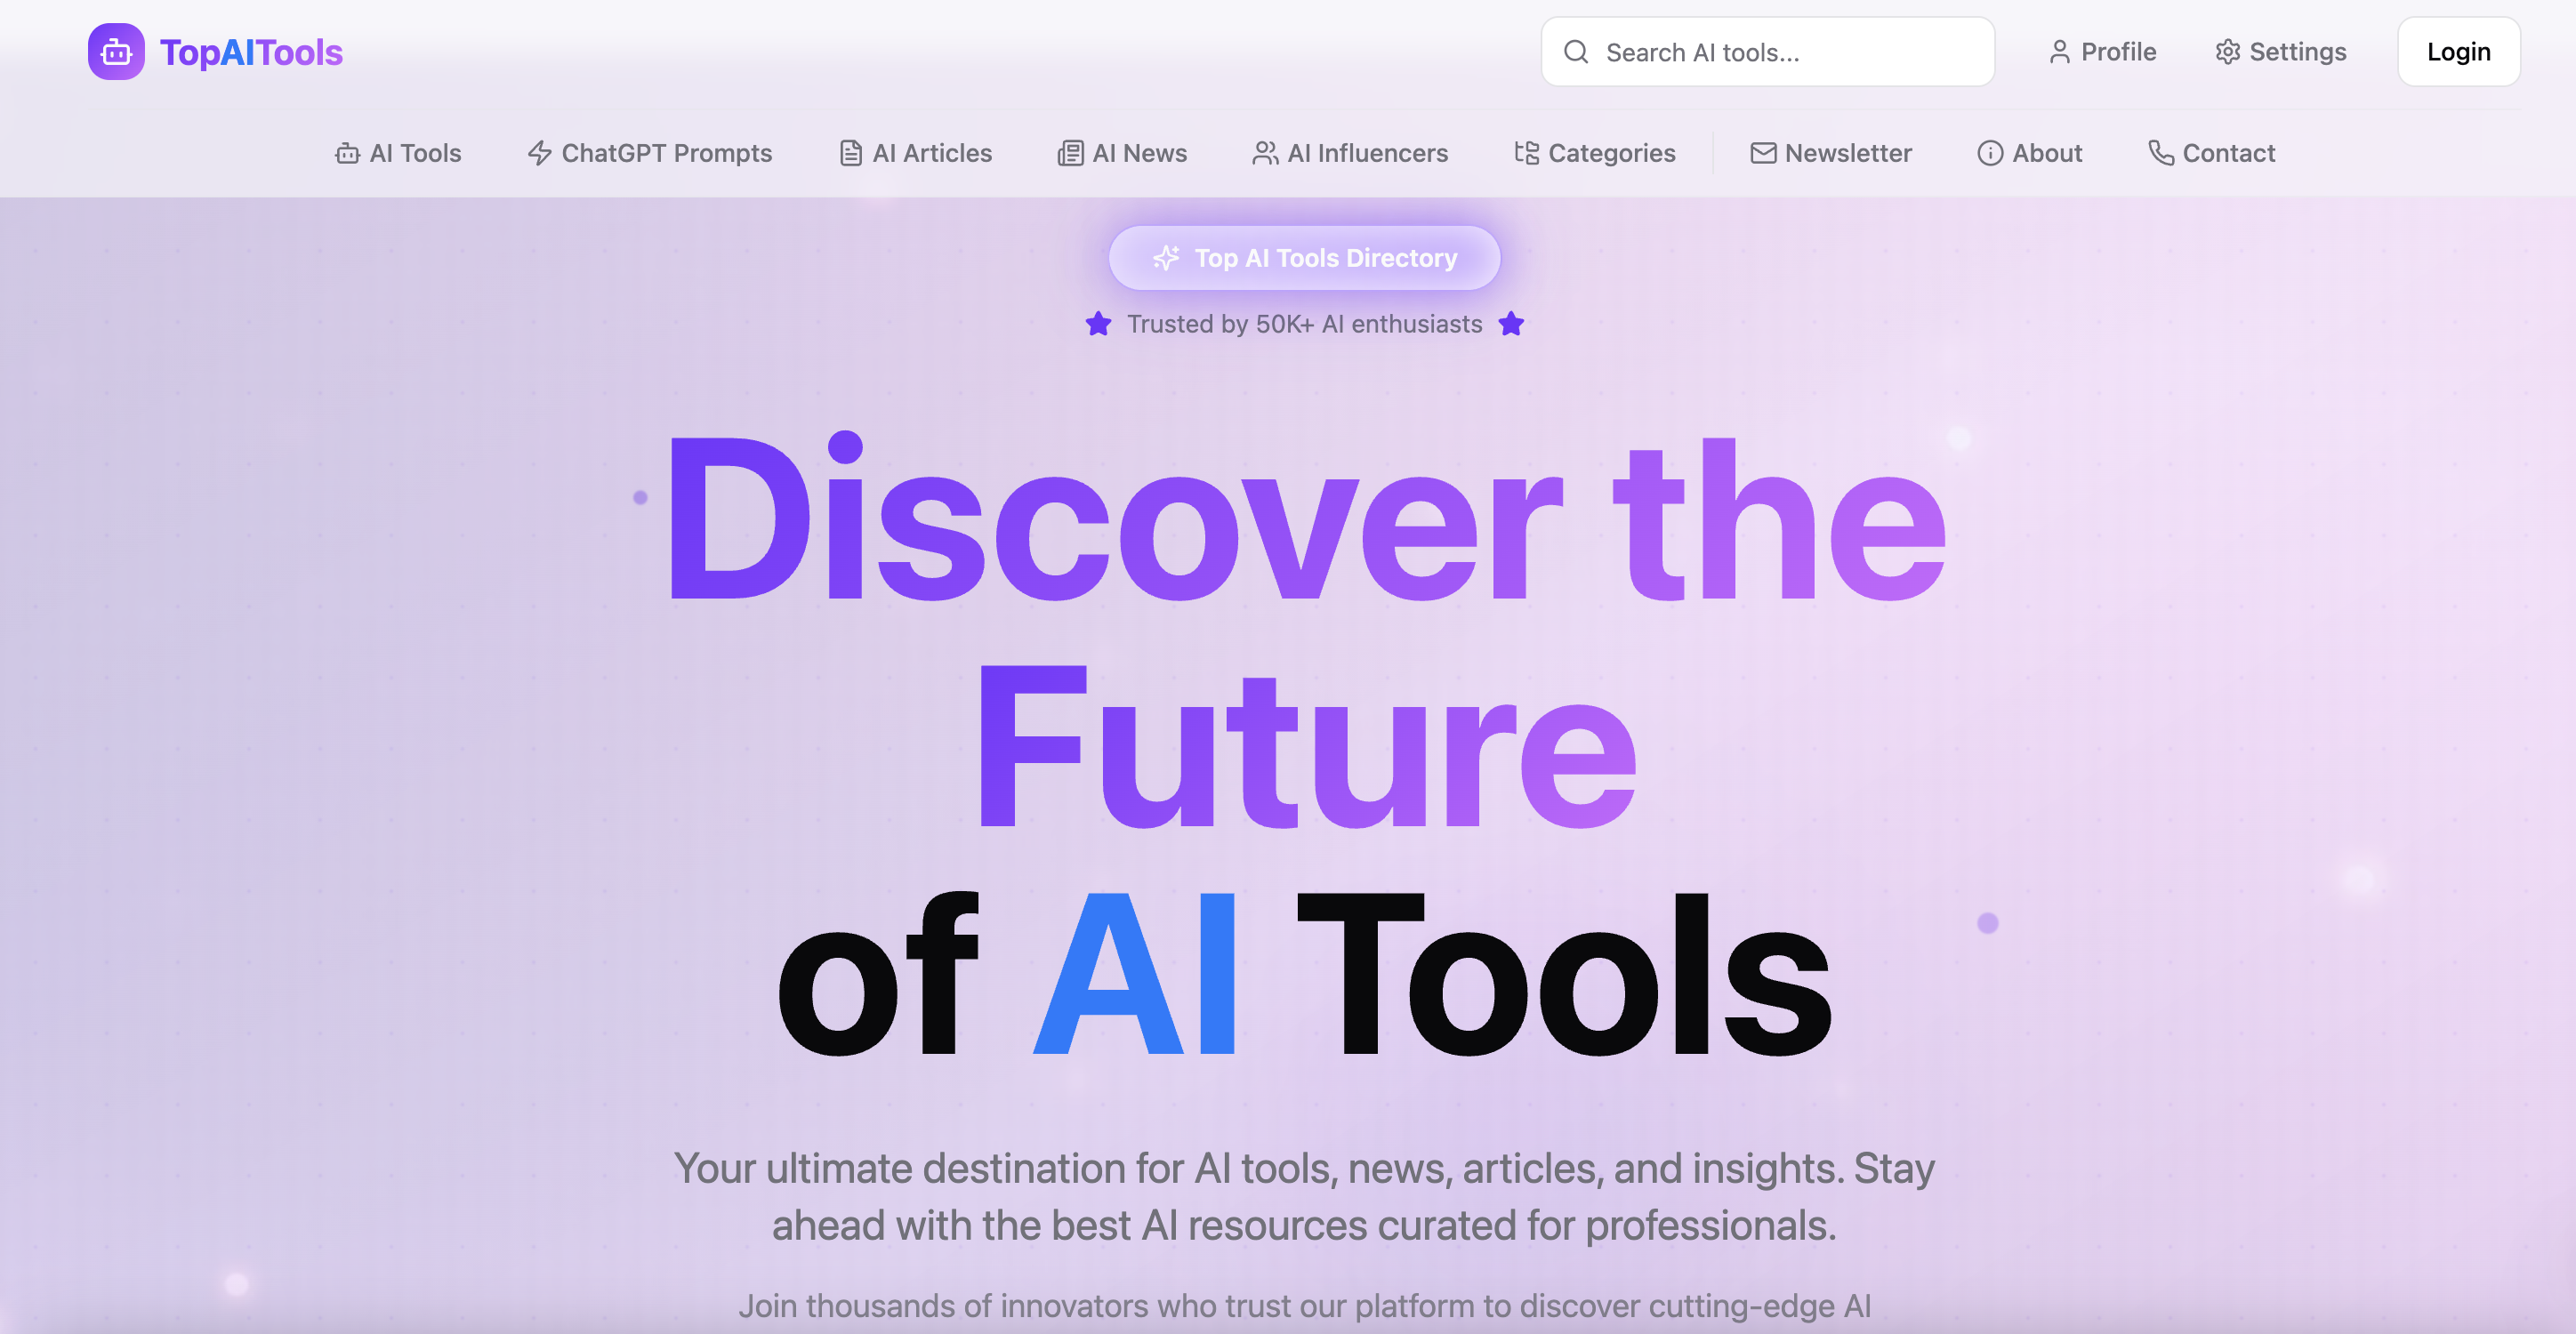 TopAITools
Search AI tools...
Profile
Settings
Login
AI Tools
ChatGPT Prompts
AI Articles
AI News
AI Influencers
Categories
Newsletter
About
Contact
Top AI Tools Directory
Trusted by 50K+ AI enthusiasts
Discover the
Future
of AI Tools
Your ultimate destination for AI tools, news, articles, and insights. Stay
ahead with the best AI resources curated for professionals.
Join thousands of innovators who trust our platform to discover cutting-edge AI